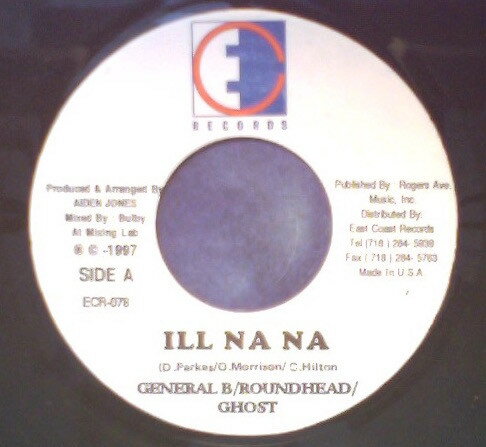 RECORDS
Produced & Arranged By
AIDEN JONES
Mixed By Bulby
At Mixing Lab
℗ © -1997
SIDE A
ECR-078
Published By Rogers Ave.
Music, Inc.
Distributed By:
East Coast Records
Tel (718) 284-
Fax (718) 284-
Made In U.S.A.
ILL NA NA
(D.Parkes/O.Morrison/ C.Hilton
GENERAL B/ROUNDHEAD/
GHOST